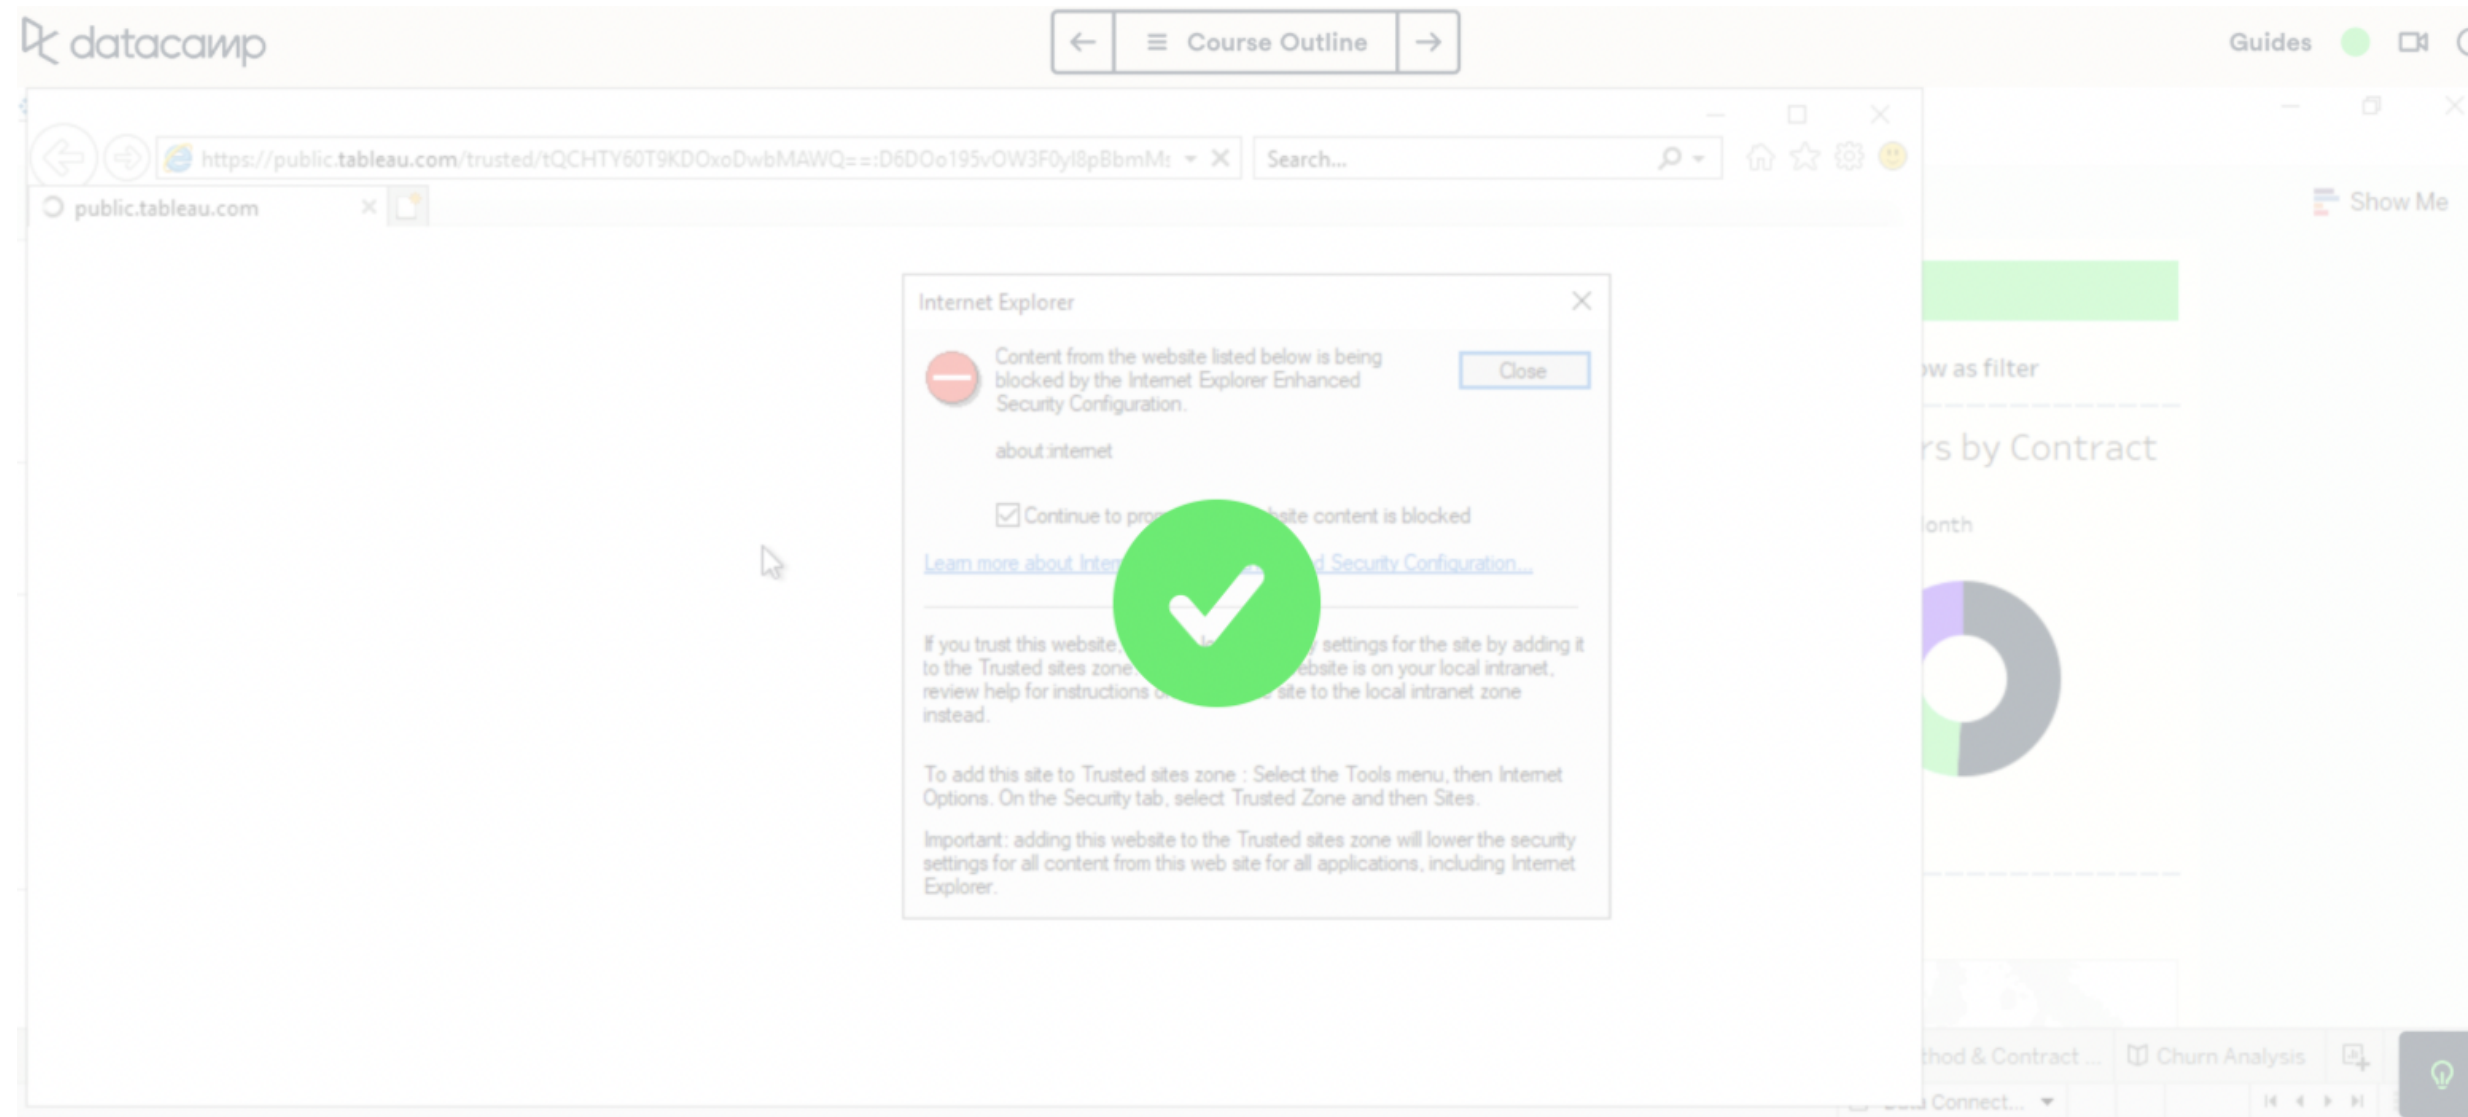 datacamp
Course Outline
Guides
https://public.tableau.com/trusted/tQCHTY60T9KDOxoDwbMAWQ==:D6DOo195vOW3F0yI8pBbmMs
Search...
public.tableau.com
Show Me
Internet Explorer
Content from the website listed below is being
blocked by the Internet Explorer Enhanced
Security Configuration.
Close
about:internet
Continue to site content is blocked
Learn more about Security Configuration...
If you trust this website, settings for the site by adding it
to the Trusted sites zone. is on your local intranet,
review help for instructions site to the local intranet zone
instead.
To add this site to Trusted sites zone : Select the Tools menu, then Internet
Options. On the Security tab, select Trusted Zone and then Sites.
Important: adding this website to the Trusted sites zone will lower the security
settings for all content from this web site for all applications, including Internet
Explorer.
as filter
by Contract
& Contract ...
Churn Analysis
Connect...